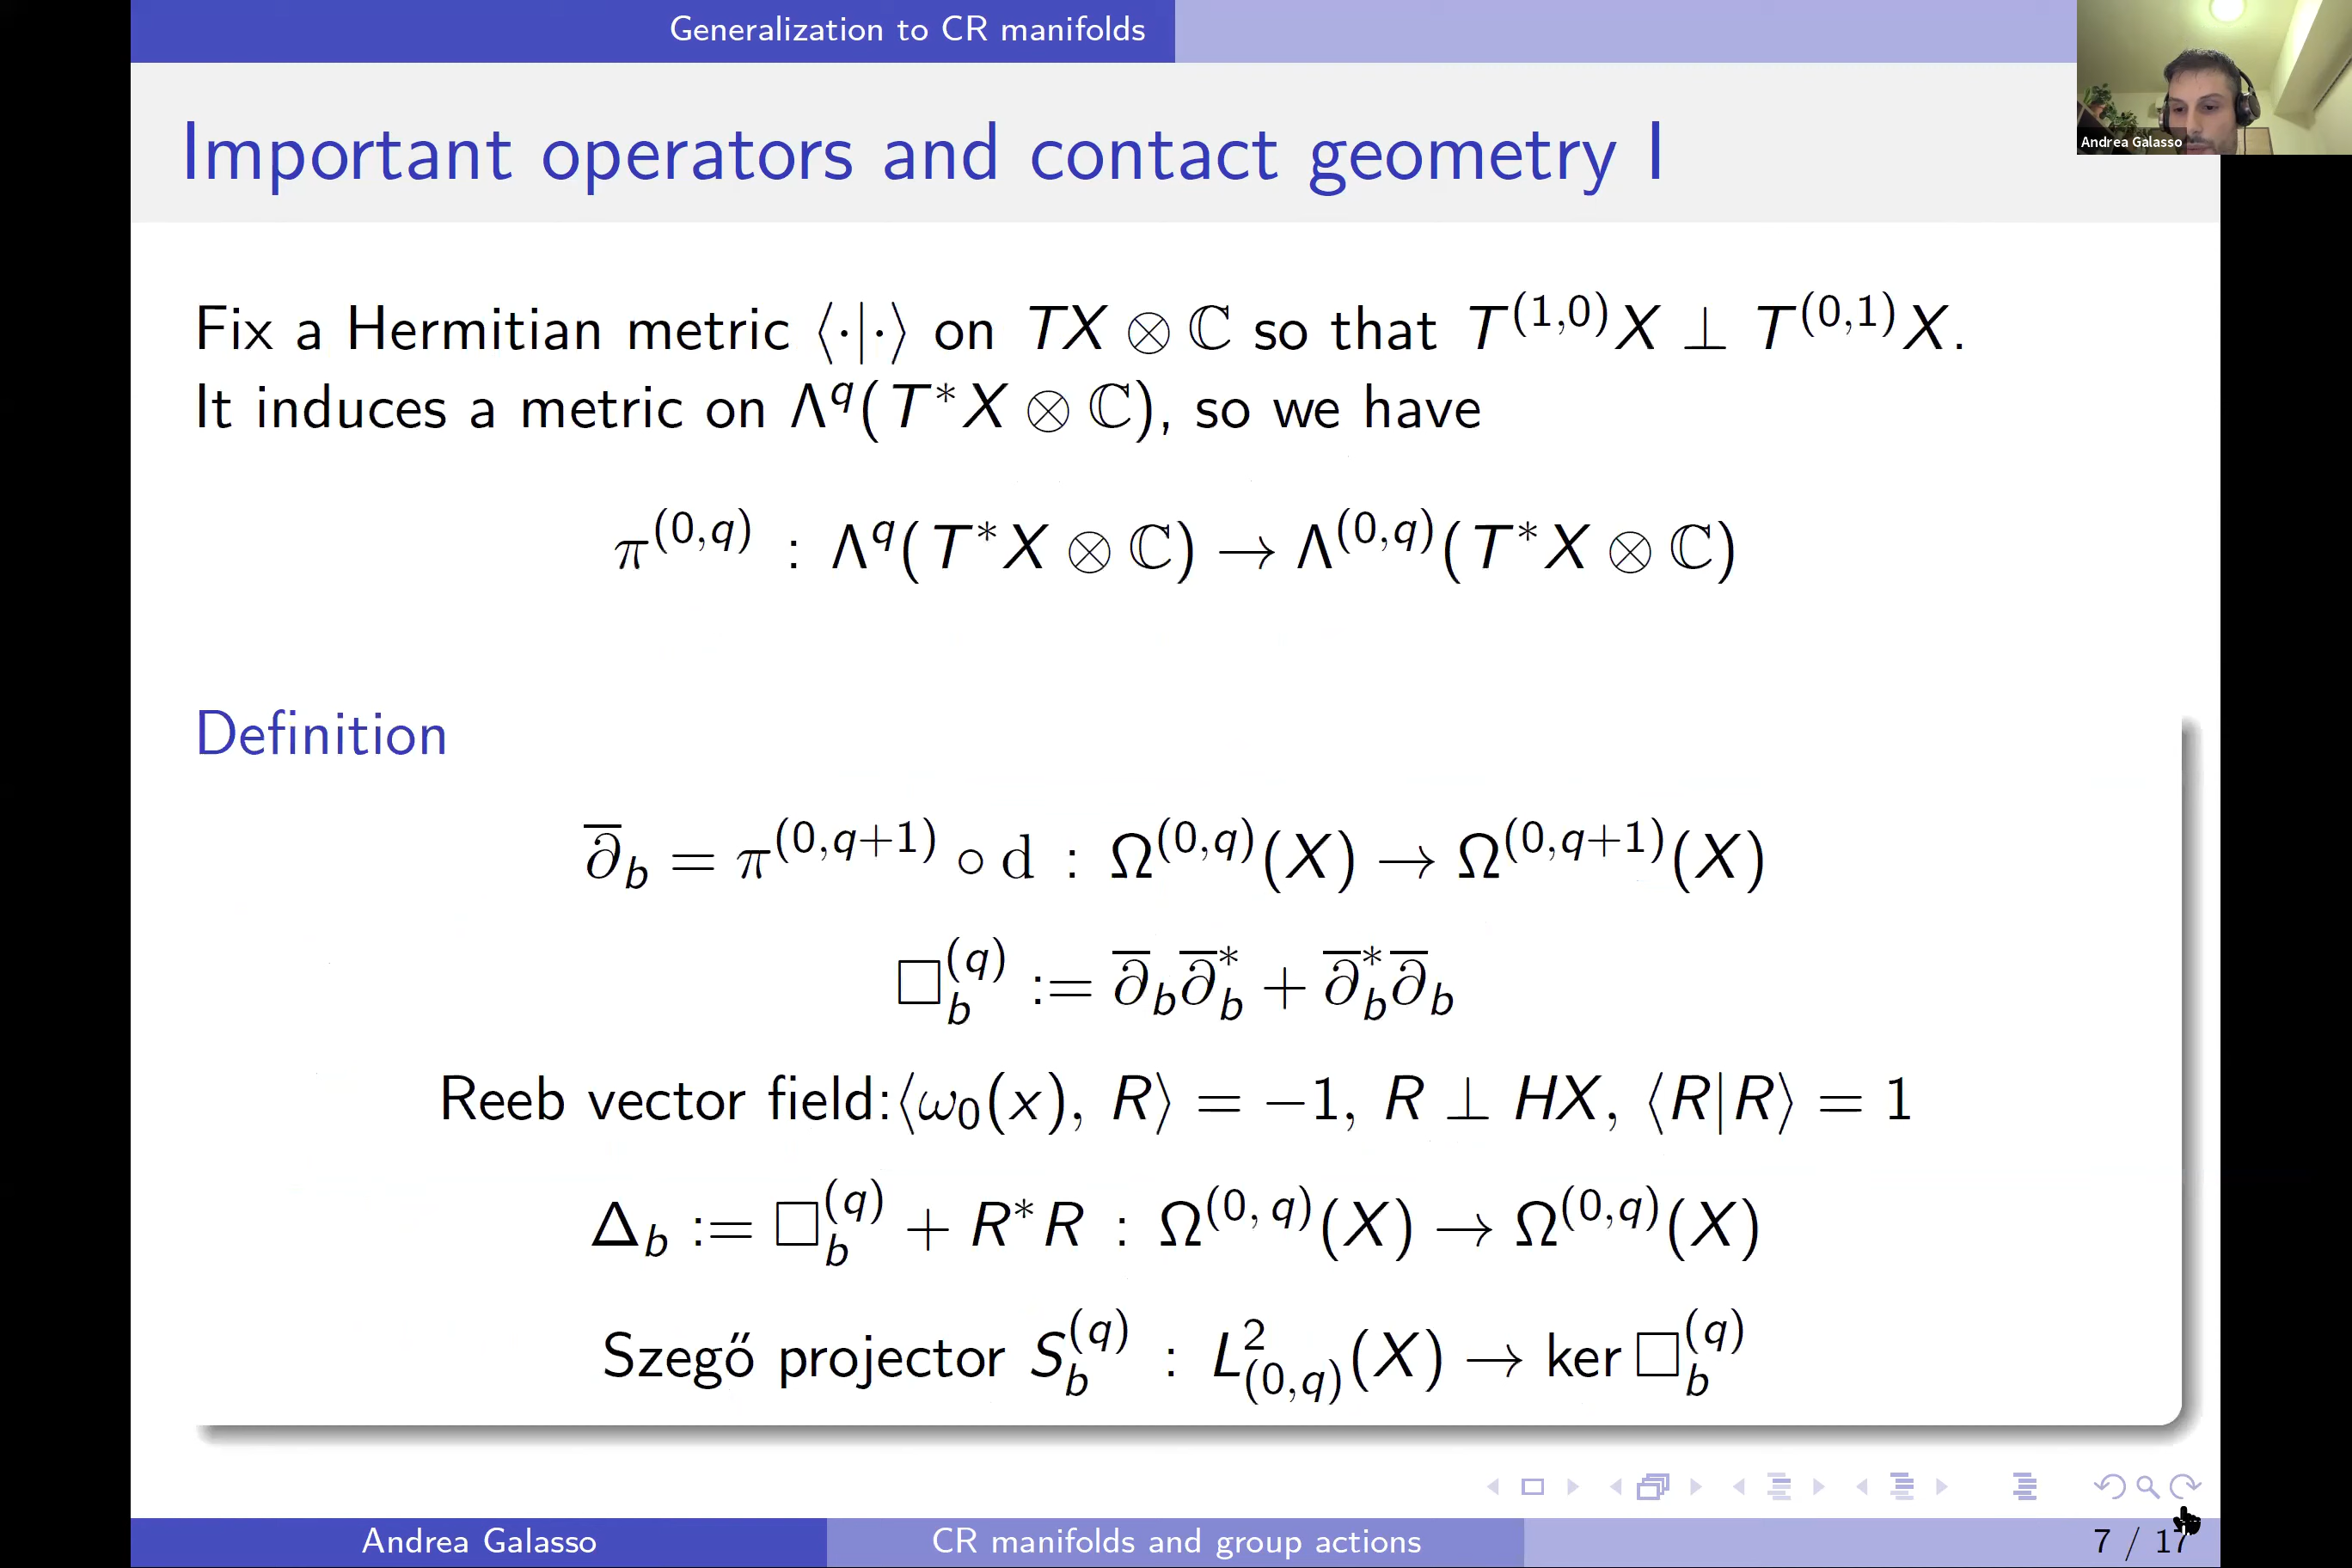 Generalization to CR manifolds
Andrea Galasso
Important operators and contact geometry I
Fix a Hermitian metric ⟨·|·⟩ on TX ⊗ ℂ so that T^(1,0)X ⊥ T^(0,1)X.
It induces a metric on Λ^q(T*X ⊗ ℂ), so we have
π^(0,q) : Λ^q(T*X ⊗ ℂ) → Λ^(0,q)(T*X ⊗ ℂ)
Definition
∂̄_b = π^(0,q+1) ∘ d : Ω^(0,q)(X) → Ω^(0,q+1)(X)
□_b^(q) := ∂̄_b ∂̄_b^* + ∂̄_b^* ∂̄_b
Reeb vector field:⟨ω_0(x), R⟩ = −1, R ⊥ HX, ⟨R|R⟩ = 1
Δ_b := □_b^(q) + R*R : Ω^(0,q)(X) → Ω^(0,q)(X)
Szegő projector S_b^(q) : L^2_(0,q)(X) → ker □_b^(q)
Andrea Galasso
CR manifolds and group actions
7 / 17